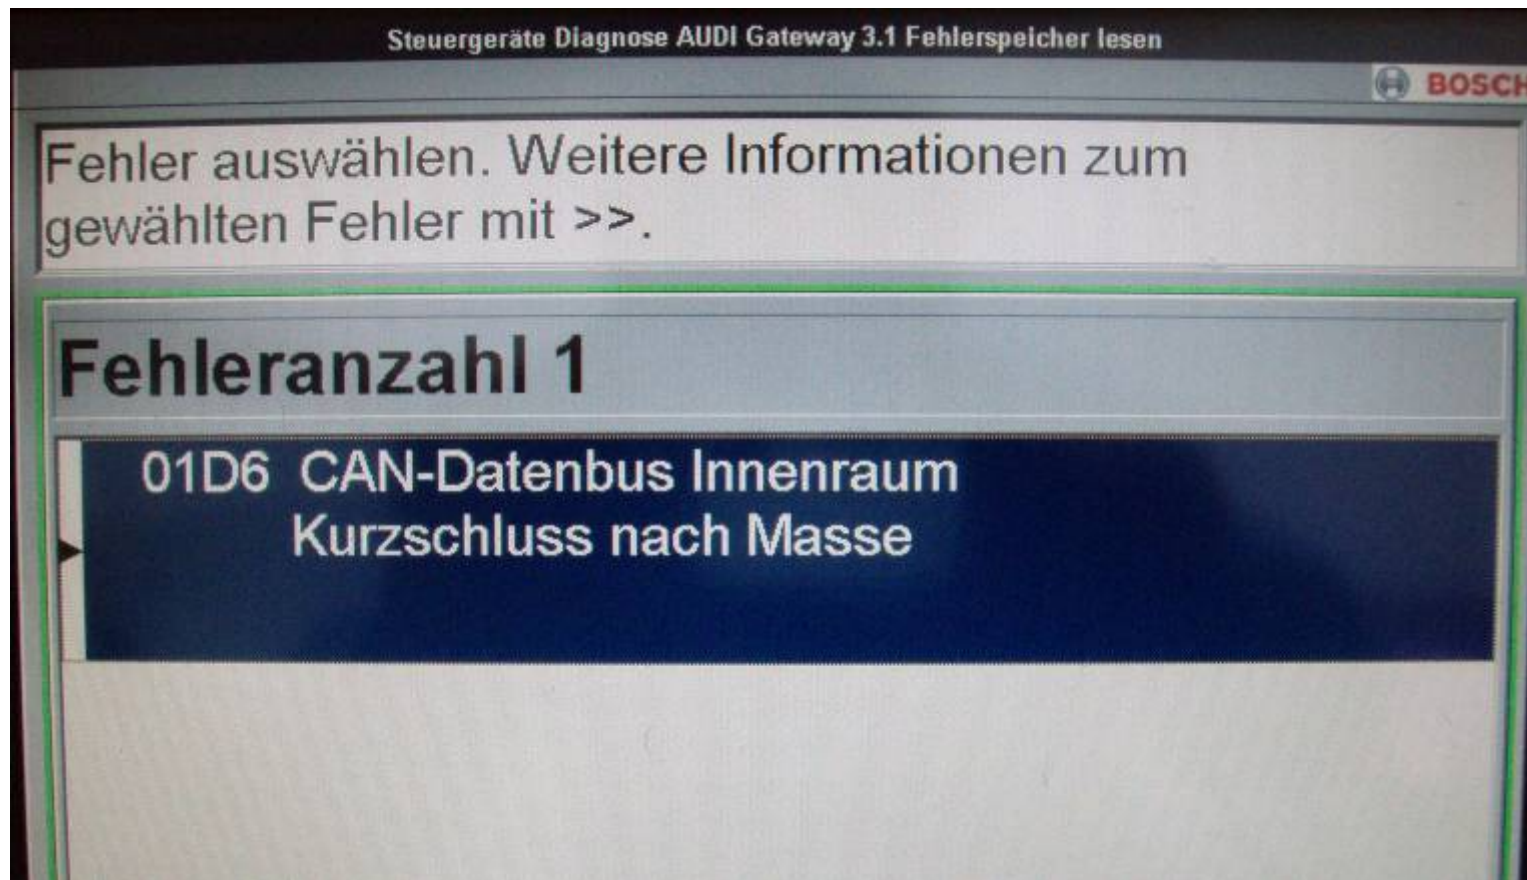 Steuergeräte Diagnose AUDI Gateway 3.1 Fehlerspeicher lesen
BOSCH
Fehler auswählen. Weitere Informationen zum
gewählten Fehler mit >>.
Fehleranzahl 1
01D6 CAN-Datenbus Innenraum
Kurzschluss nach Masse